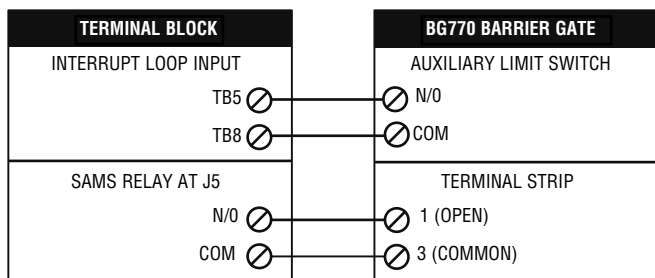 TERMINAL BLOCK
INTERRUPT LOOP INPUT
TB5
TB8
SAMS RELAY AT J5
N/0
COM
BG770 BARRIER GATE
AUXILIARY LIMIT SWITCH
N/0
COM
TERMINAL STRIP
1 (OPEN)
3 (COMMON)